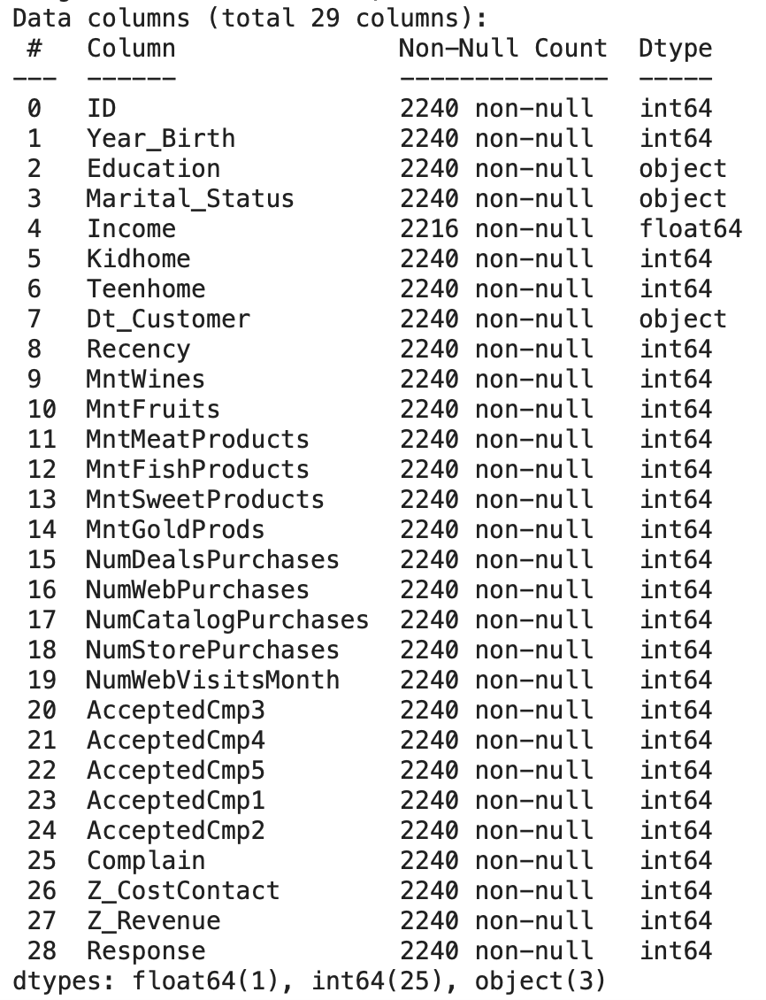 Data columns (total 29 columns):
 #   Column               Non-Null Count  Dtype
---  ------               --------------  -----
 0   ID                   2240 non-null   int64
 1   Year_Birth           2240 non-null   int64
 2   Education            2240 non-null   object
 3   Marital_Status       2240 non-null   object
 4   Income               2216 non-null   float64
 5   Kidhome              2240 non-null   int64
 6   Teenhome             2240 non-null   int64
 7   Dt_Customer          2240 non-null   object
 8   Recency              2240 non-null   int64
 9   MntWines             2240 non-null   int64
 10  MntFruits            2240 non-null   int64
 11  MntMeatProducts      2240 non-null   int64
 12  MntFishProducts      2240 non-null   int64
 13  MntSweetProducts     2240 non-null   int64
 14  MntGoldProds         2240 non-null   int64
 15  NumDealsPurchases    2240 non-null   int64
 16  NumWebPurchases      2240 non-null   int64
 17  NumCatalogPurchases  2240 non-null   int64
 18  NumStorePurchases    2240 non-null   int64
 19  NumWebVisitsMonth    2240 non-null   int64
 20  AcceptedCmp3         2240 non-null   int64
 21  AcceptedCmp4         2240 non-null   int64
 22  AcceptedCmp5         2240 non-null   int64
 23  AcceptedCmp1         2240 non-null   int64
 24  AcceptedCmp2         2240 non-null   int64
 25  Complain             2240 non-null   int64
 26  Z_CostContact        2240 non-null   int64
 27  Z_Revenue            2240 non-null   int64
 28  Response             2240 non-null   int64
dtypes: float64(1), int64(25), object(3)